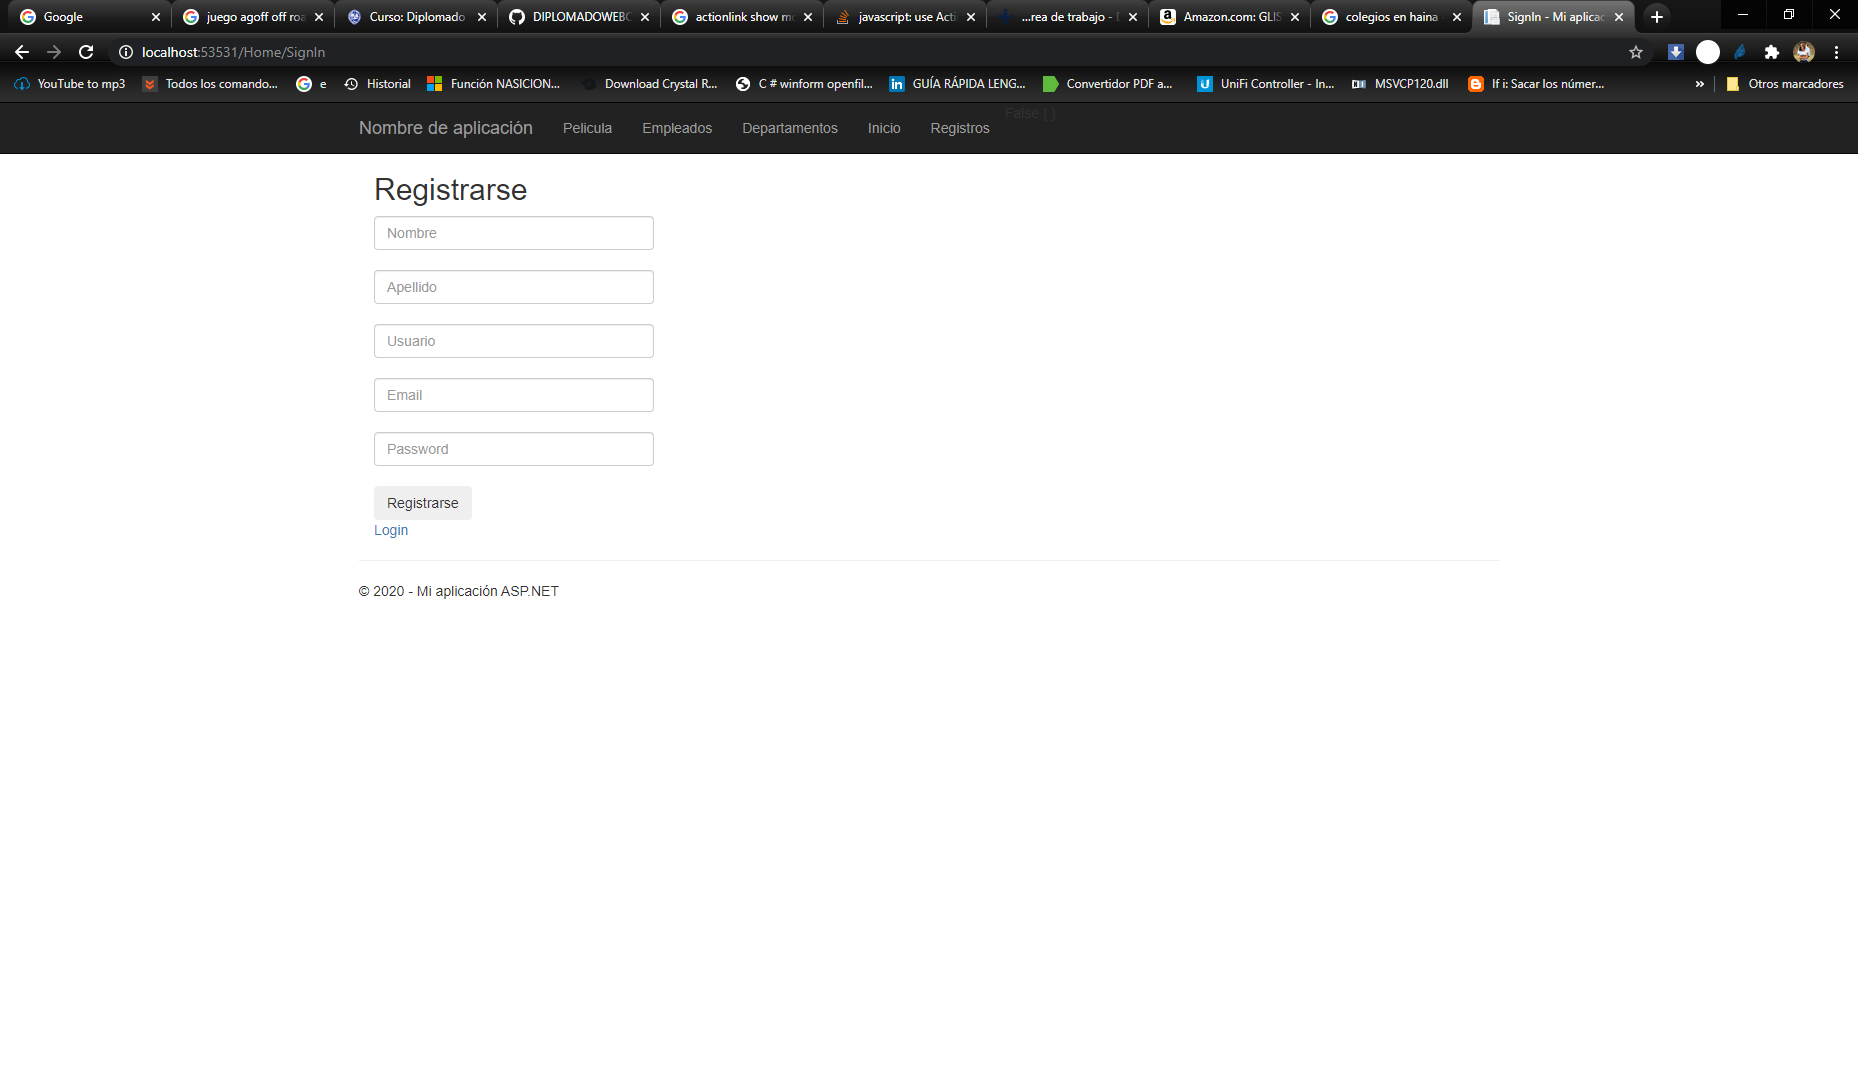 Google
juego agoff off roa
Curso: Diplomado
DIPLOMADOWEBC
actionlink show mo
javascript: use Acti
...rea de trabajo - D
Amazon.com: GLIS
colegios en haina
SignIn - Mi aplicac
localhost:53531/Home/SignIn
YouTube to mp3
Todos los comando...
e
Historial
Función NASICION...
Download Crystal R...
C # winform openfil...
GUÍA RÁPIDA LENG...
Convertidor PDF a...
UniFi Controller - In...
MSVCP120.dll
If i: Sacar los númer...
»
Otros marcadores
Nombre de aplicación
Pelicula
Empleados
Departamentos
Inicio
Registros
False { }
Registrarse
Nombre
Apellido
Usuario
Email
Password
Registrarse
Login
© 2020 - Mi aplicación ASP.NET